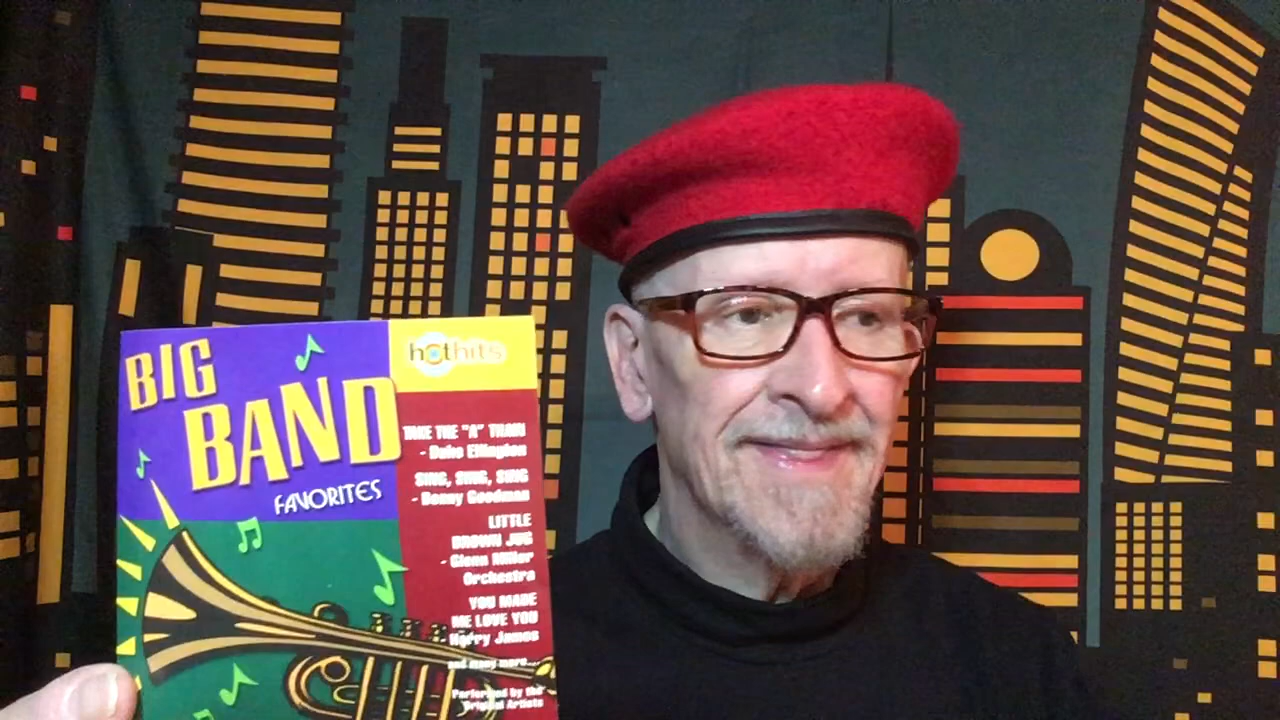 BIG
BAND
FAVORITES
hothits
TAKE THE "A" TRAIN
- Duke Ellington
SING, SING, SING
- Benny Goodman
LITTLE
BROWN JUG
- Glenn Miller
Orchestra
YOU MADE
ME LOVE YOU
Harry James
and many more...
Performed by the
Original Artists